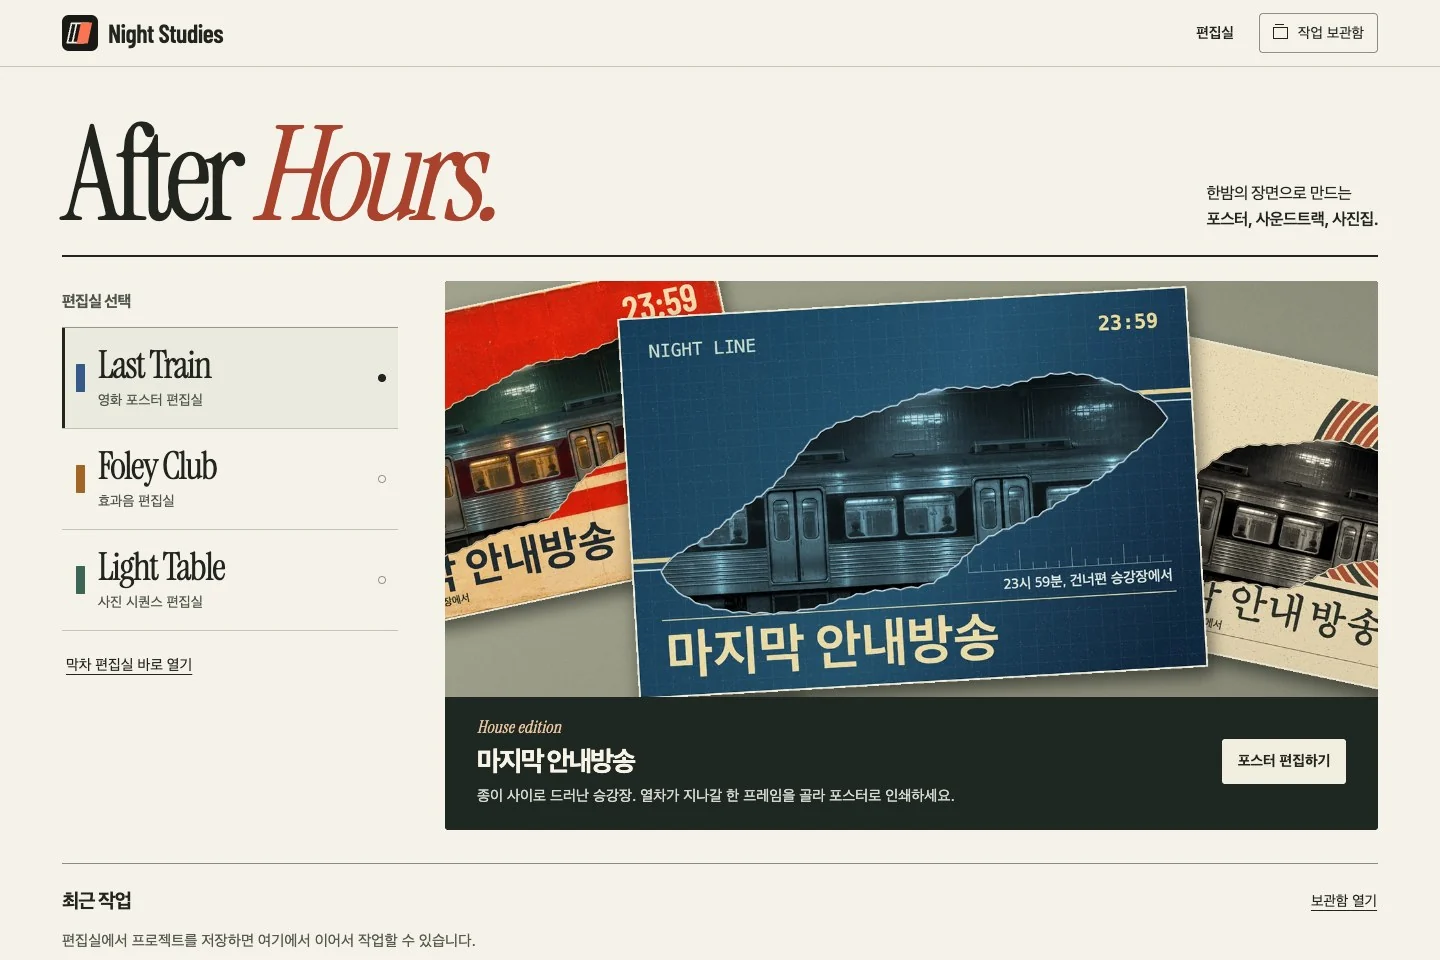 Night Studies
편집실
작업 보관함
After Hours.
한밤의 장면으로 만드는
포스터, 사운드트랙, 사진집.
편집실 선택
Last Train
영화 포스터 편집실
Foley Club
효과음 편집실
Light Table
사진 시퀀스 편집실
막차 편집실 바로 열기
23:59
안내방송
NIGHT LINE
23:59
23시 59분, 건너편 승강장에서
마지막 안내방송
안내방송
House edition
마지막 안내방송
종이 사이로 드러난 승강장. 열차가 지나갈 한 프레임을 골라 포스터로 인쇄하세요.
포스터 편집하기
최근 작업
보관함 열기
편집실에서 프로젝트를 저장하면 여기에서 이어서 작업할 수 있습니다.